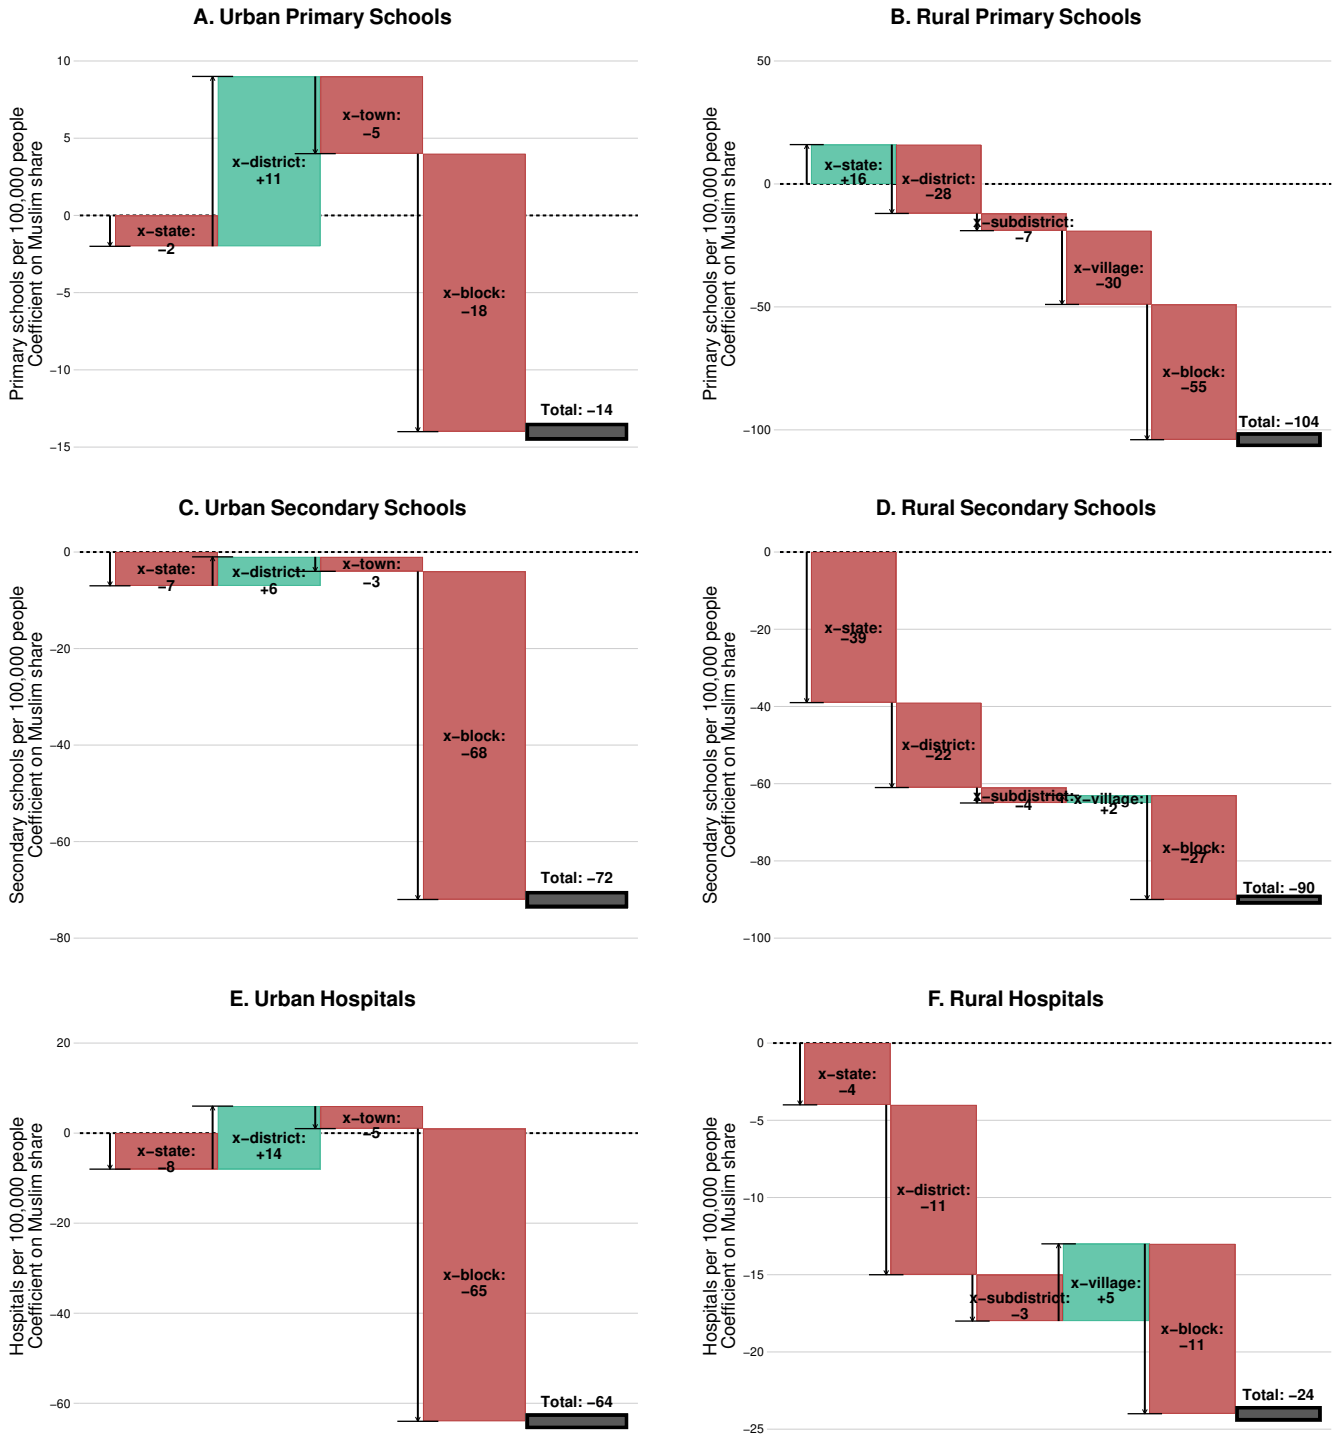 A. Urban Primary Schools
Primary schools per 100,000 people
Coefficient on Muslim share
10
5
0
−5
−10
−15
x−state:
−2
x−district:
+11
x−town:
−5
x−block:
−18
Total: −14
B. Rural Primary Schools
Primary schools per 100,000 people
Coefficient on Muslim share
50
0
−50
−100
x−state:
+16
x−district:
−28
x−subdistrict:
−7
x−village:
−30
x−block:
−55
Total: −104
C. Urban Secondary Schools
Secondary schools per 100,000 people
Coefficient on Muslim share
0
−20
−40
−60
−80
x−state:
−7
x−district:
+6
x−town:
−3
x−block:
−68
Total: −72
D. Rural Secondary Schools
Secondary schools per 100,000 people
Coefficient on Muslim share
0
−20
−40
−60
−80
−100
x−state:
−39
x−district:
−22
x−subdistrict:
−4
x−village:
+2
x−block:
−27
Total: −90
E. Urban Hospitals
Hospitals per 100,000 people
Coefficient on Muslim share
20
0
−20
−40
−60
x−state:
−8
x−district:
+14
x−town:
−5
x−block:
−65
Total: −64
F. Rural Hospitals
Hospitals per 100,000 people
Coefficient on Muslim share
0
−5
−10
−15
−20
−25
x−state:
−4
x−district:
−11
x−subdistrict:
−3
x−village:
+5
x−block:
−11
Total: −24